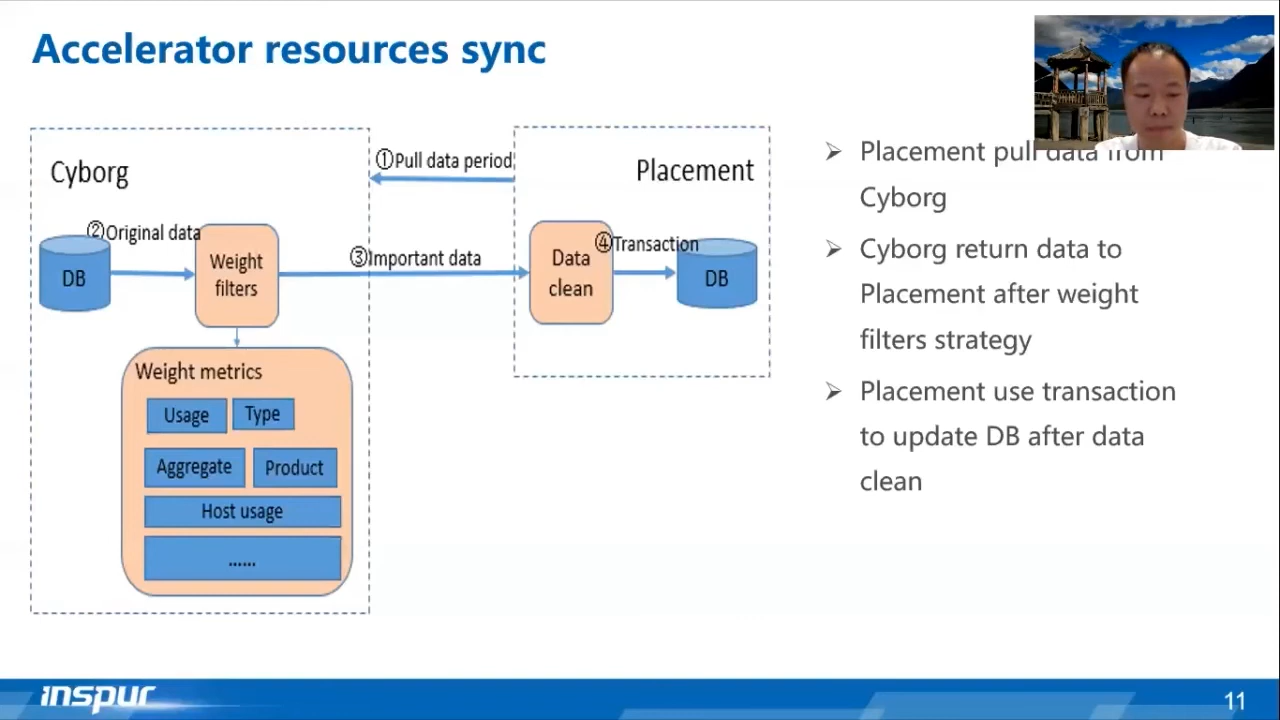 Accelerator resources sync
Cyborg
①Pull data period
Placement
②Original data
DB
Weight
filters
③Important data
Data
clean
④Transaction
DB
Weight metrics
Usage
Type
Aggregate
Product
Host usage
......
➢ Placement pull data from
Cyborg
➢ Cyborg return data to
Placement after weight
filters strategy
➢ Placement use transaction
to update DB after data
clean
inspur
11